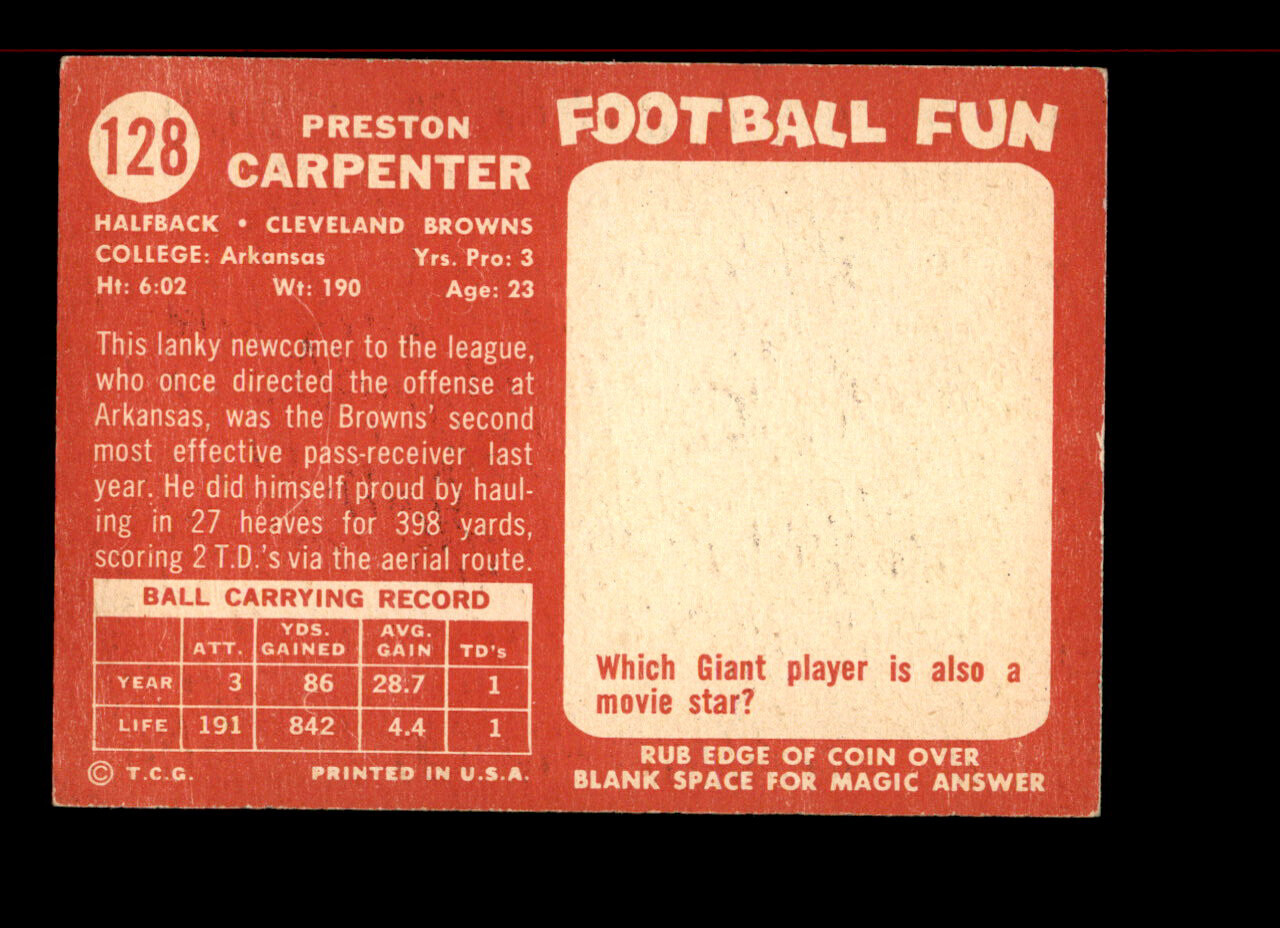 128
PRESTON
CARPENTER
HALFBACK • CLEVELAND BROWNS
COLLEGE: Arkansas Yrs. Pro: 3
Ht: 6:02 Wt: 190 Age: 23
This lanky newcomer to the league,
who once directed the offense at
Arkansas, was the Browns' second
most effective pass-receiver last
year. He did himself proud by haul-
ing in 27 heaves for 398 yards,
scoring 2 T.D.'s via the aerial route.
BALL CARRYING RECORD
ATT. YDS. GAINED AVG. GAIN TD's
YEAR 3 86 28.7 1
LIFE 191 842 4.4 1
© T.C.G. PRINTED IN U.S.A.
FOOTBALL FUN
Which Giant player is also a
movie star?
RUB EDGE OF COIN OVER
BLANK SPACE FOR MAGIC ANSWER